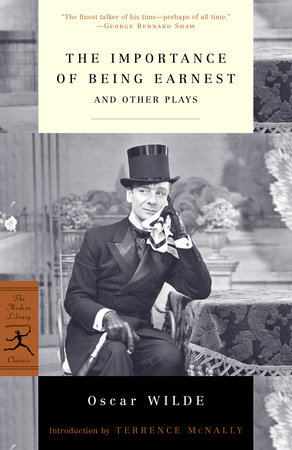 "The finest talker of his time—perhaps of all time."
—GEORGE BERNARD SHAW
THE IMPORTANCE
OF BEING EARNEST
AND OTHER PLAYS
The Modern Library
Classics
Oscar WILDE
Introduction by TERRENCE McNALLY